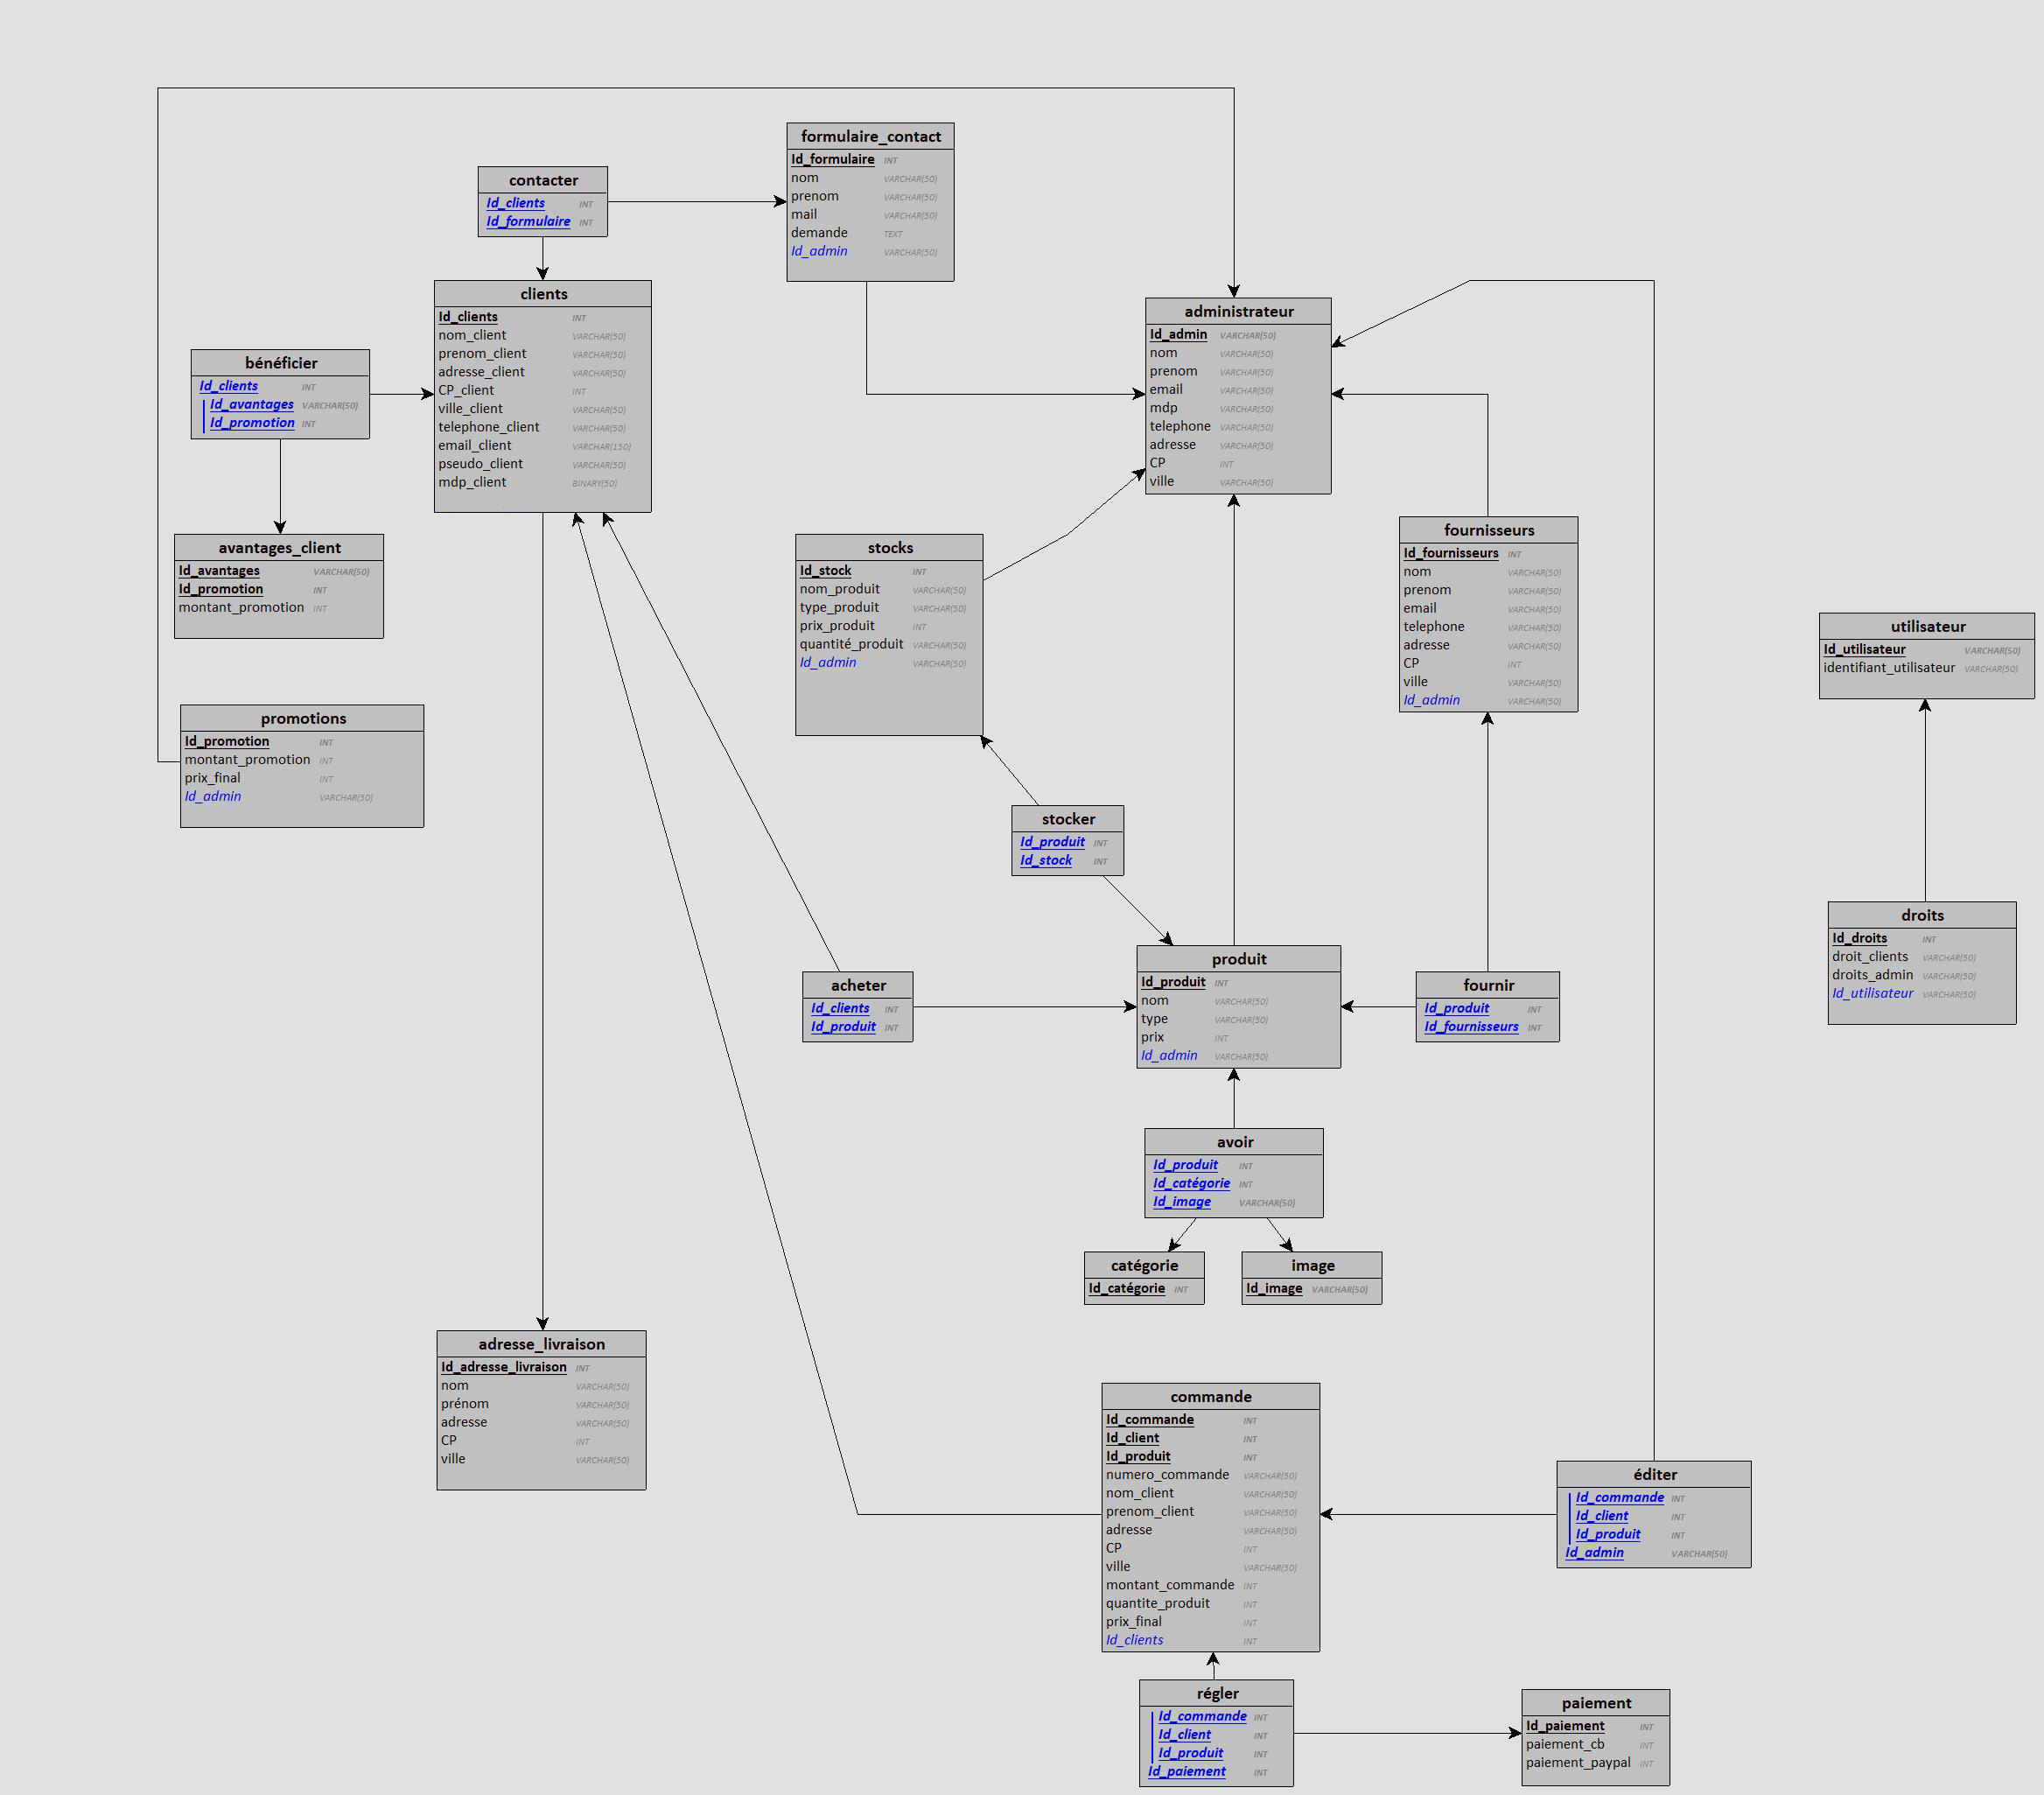 formulaire_contact
Id_formulaire INT
nom VARCHAR(50)
prenom VARCHAR(50)
mail VARCHAR(50)
demande TEXT
Id_admin VARCHAR(50)
contacter
Id_clients INT
Id_formulaire INT
clients
Id_clients INT
nom_client VARCHAR(50)
prenom_client VARCHAR(50)
adresse_client VARCHAR(50)
CP_client INT
ville_client VARCHAR(50)
telephone_client VARCHAR(50)
email_client VARCHAR(150)
pseudo_client VARCHAR(50)
mdp_client BINARY(50)
administrateur
Id_admin VARCHAR(50)
nom VARCHAR(50)
prenom VARCHAR(50)
email VARCHAR(50)
mdp VARCHAR(50)
telephone VARCHAR(50)
adresse VARCHAR(50)
CP INT
ville VARCHAR(50)
bénéficier
Id_clients INT
Id_avantages VARCHAR(50)
Id_promotion INT
avantages_client
Id_avantages VARCHAR(50)
Id_promotion INT
montant_promotion INT
stocks
Id_stock INT
nom_produit VARCHAR(50)
type_produit VARCHAR(50)
prix_produit INT
quantité_produit VARCHAR(50)
Id_admin VARCHAR(50)
fournisseurs
Id_fournisseurs INT
nom VARCHAR(50)
prenom VARCHAR(50)
email VARCHAR(50)
telephone VARCHAR(50)
adresse VARCHAR(50)
CP INT
ville VARCHAR(50)
Id_admin VARCHAR(50)
utilisateur
Id_utilisateur VARCHAR(50)
identifiant_utilisateur VARCHAR(50)
promotions
Id_promotion INT
montant_promotion INT
prix_final INT
Id_admin VARCHAR(50)
stocker
Id_produit INT
Id_stock INT
droits
Id_droits INT
droit_clients VARCHAR(50)
droits_admin VARCHAR(50)
Id_utilisateur VARCHAR(50)
acheter
Id_clients INT
Id_produit INT
produit
Id_produit INT
nom VARCHAR(50)
type VARCHAR(50)
prix INT
Id_admin VARCHAR(50)
fournir
Id_produit INT
Id_fournisseurs INT
avoir
Id_produit INT
Id_catégorie INT
Id_image VARCHAR(50)
catégorie
Id_catégorie INT
image
Id_image VARCHAR(50)
adresse_livraison
Id_adresse_livraison INT
nom VARCHAR(50)
prénom VARCHAR(50)
adresse VARCHAR(50)
CP INT
ville VARCHAR(50)
commande
Id_commande INT
Id_client INT
Id_produit INT
numero_commande VARCHAR(50)
nom_client VARCHAR(50)
prenom_client VARCHAR(50)
adresse VARCHAR(50)
CP INT
ville VARCHAR(50)
montant_commande INT
quantite_produit INT
prix_final INT
Id_clients INT
éditer
Id_commande INT
Id_client INT
Id_produit INT
Id_admin VARCHAR(50)
régler
Id_commande INT
Id_client INT
Id_produit INT
Id_paiement INT
paiement
Id_paiement INT
paiement_cb INT
paiement_paypal INT